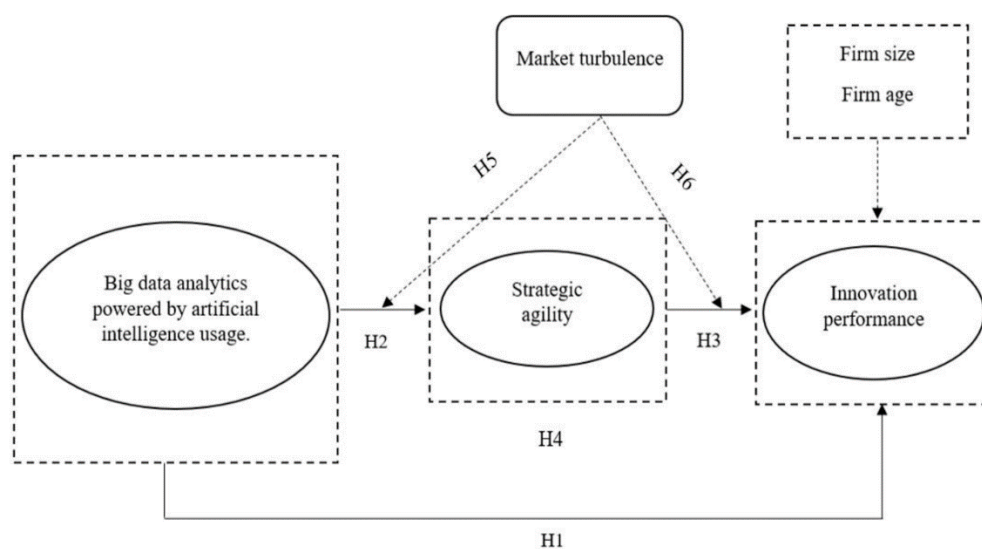 Market turbulence
Firm size
Firm age
H5
H6
Big data analytics
powered by artificial
intelligence usage.
Strategic
agility
Innovation
performance
H2
H3
H4
H1